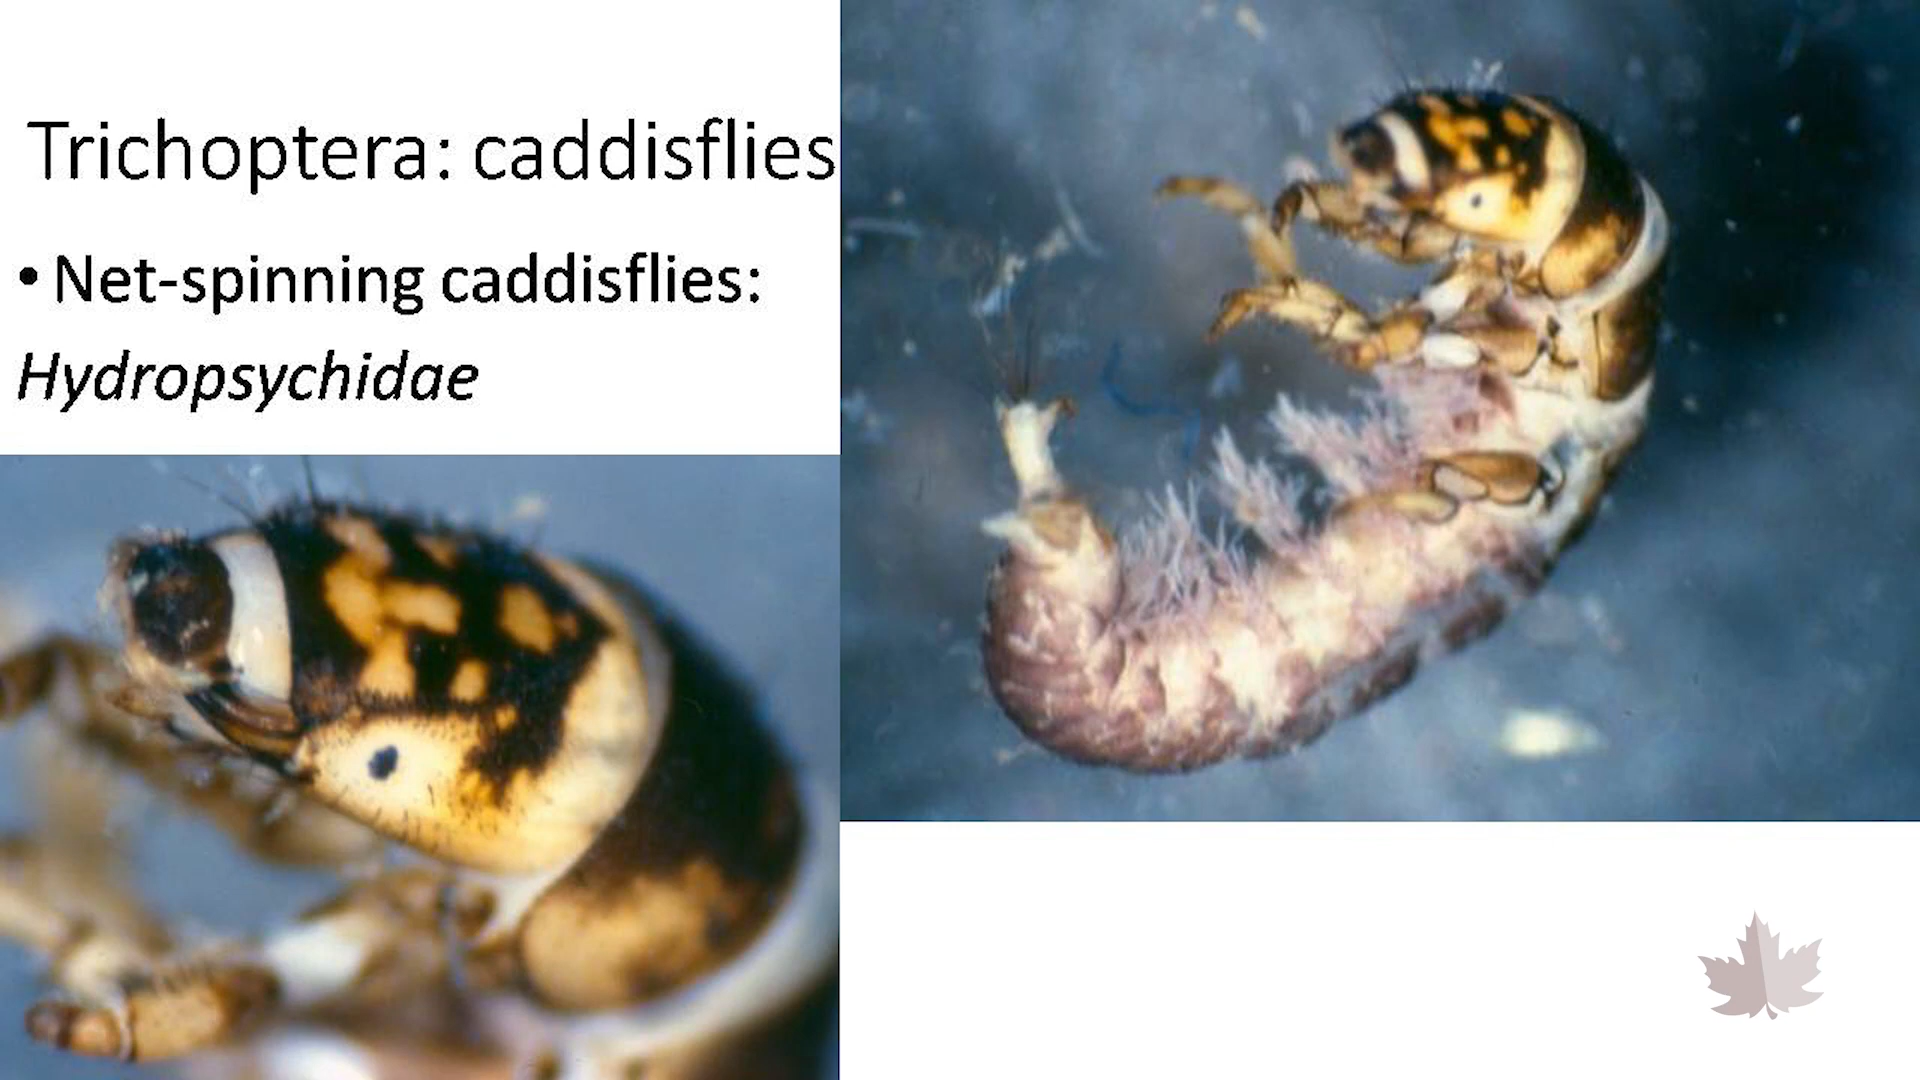 Trichoptera: caddisflies
• Net-spinning caddisflies:
Hydropsychidae